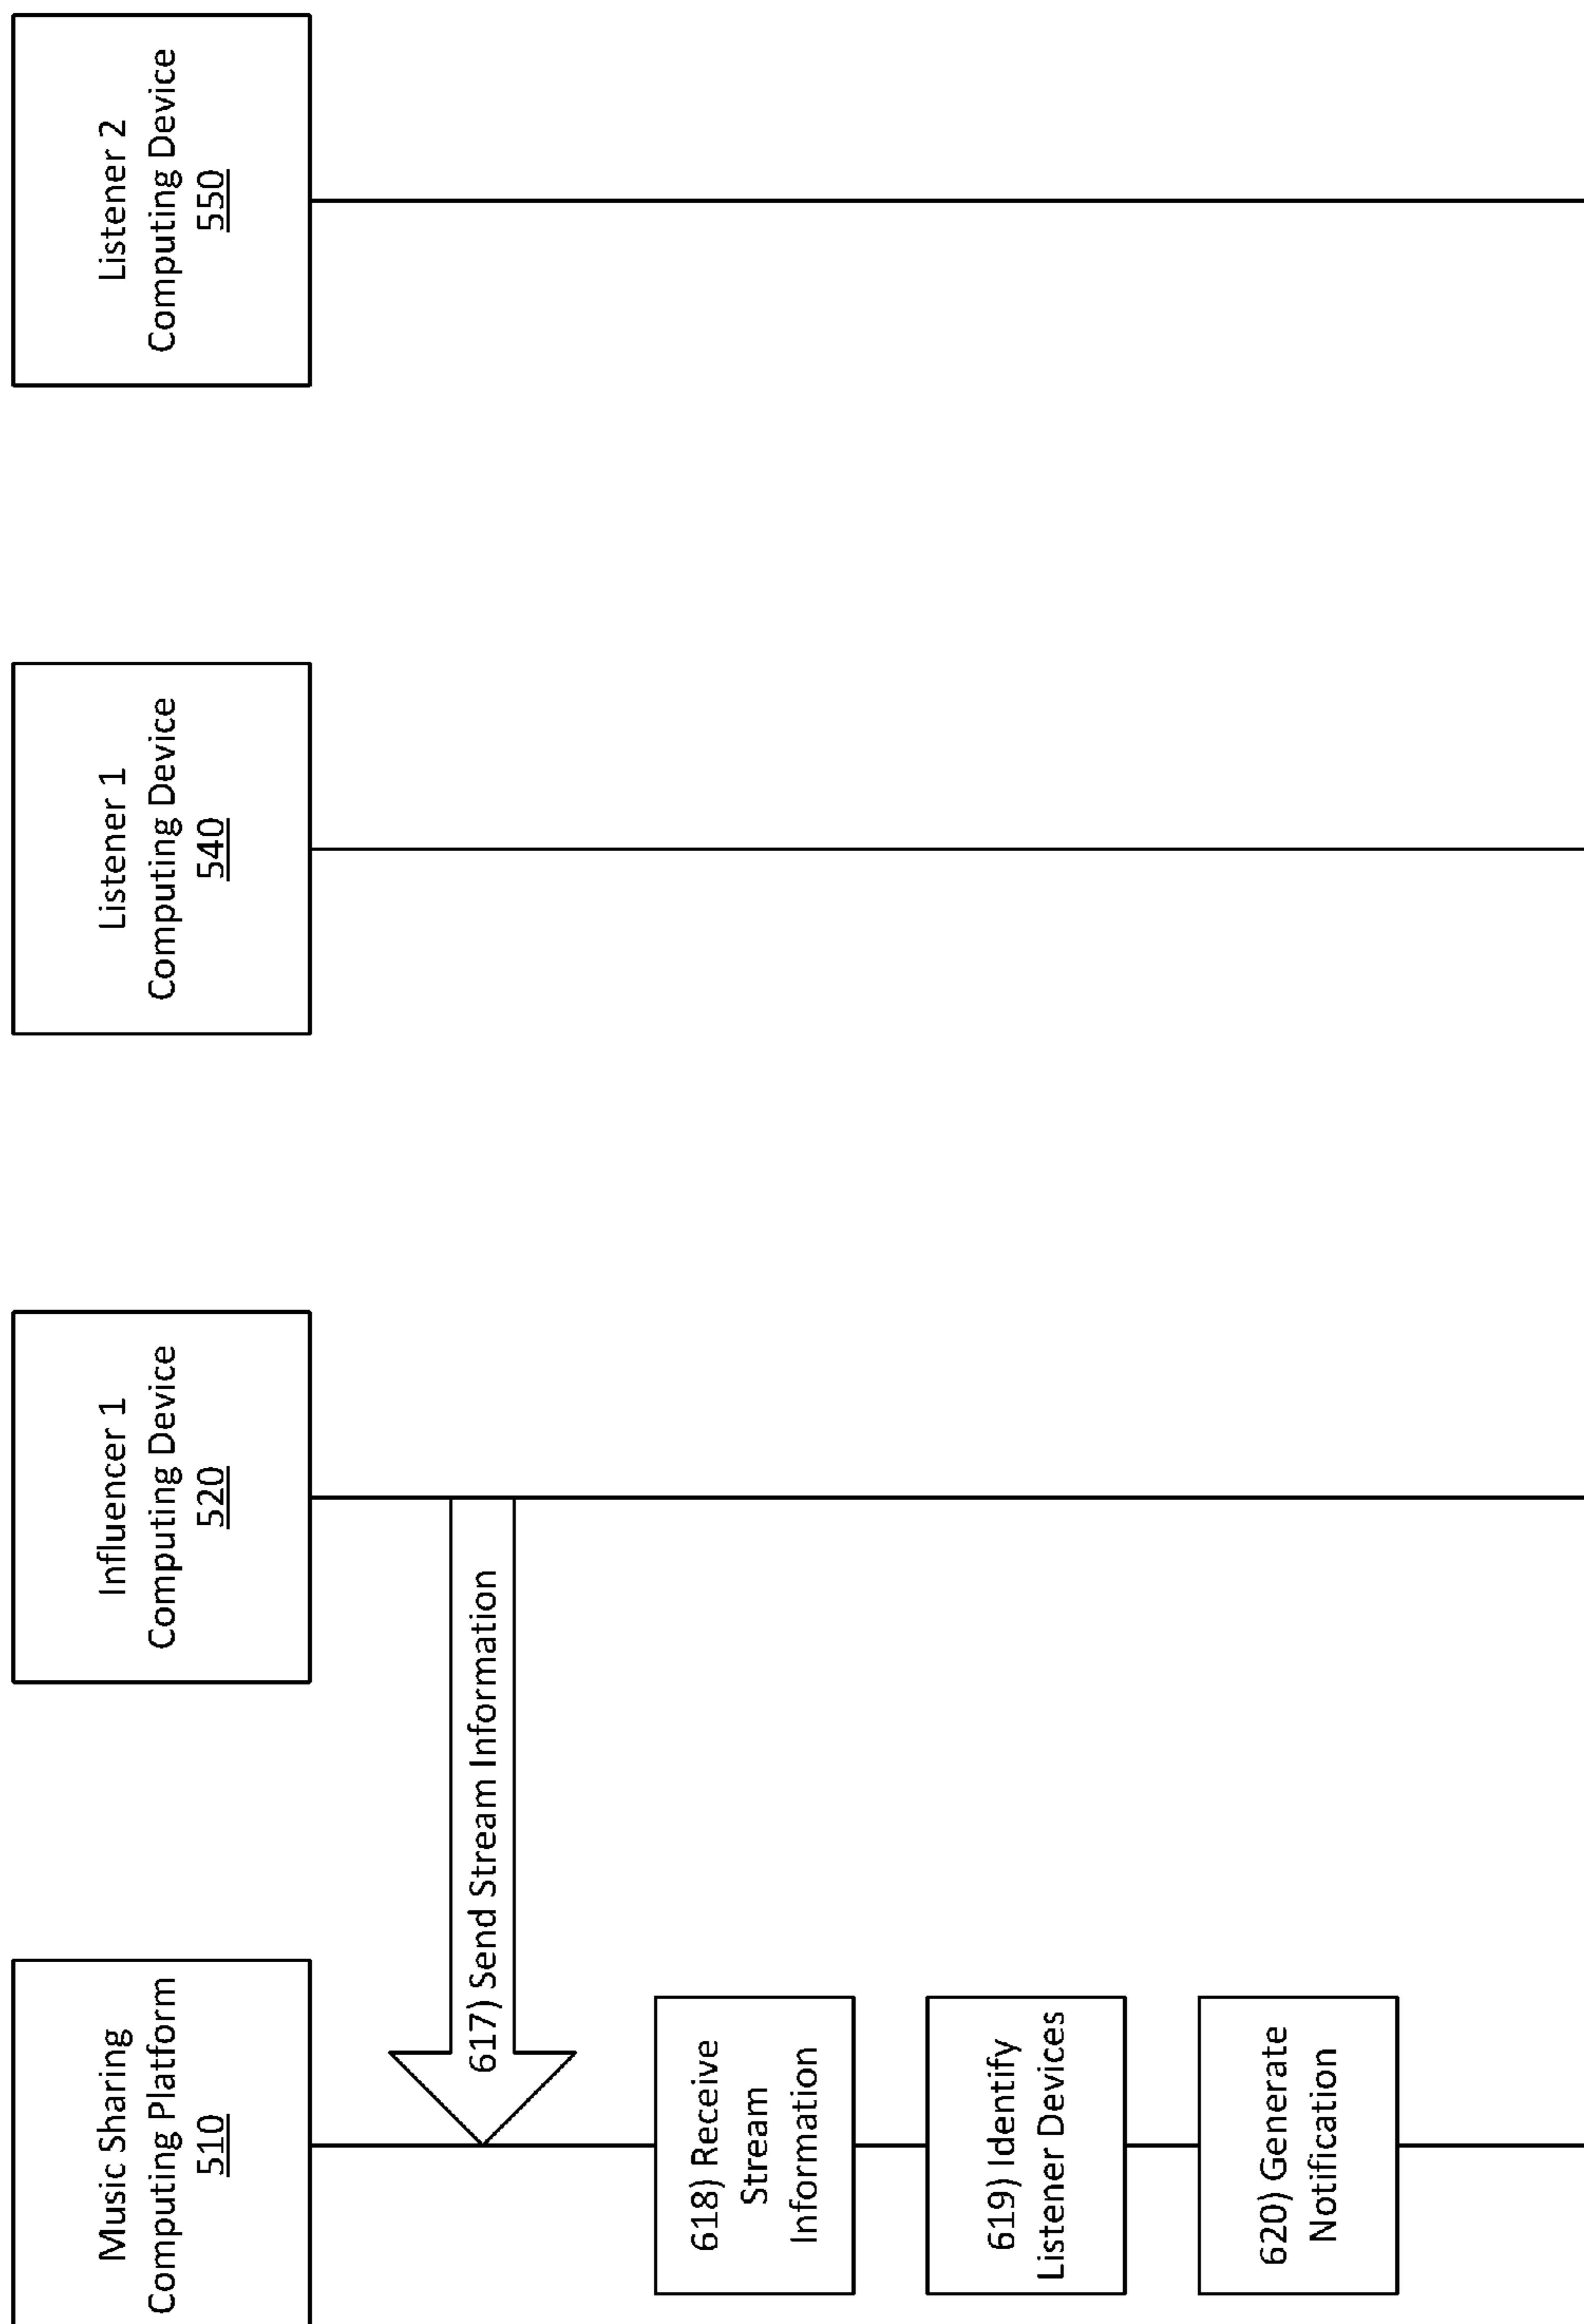 Music Sharing
Computing Platform
510
Influencer 1
Computing Device
520
Listener 1
Computing Device
540
Listener 2
Computing Device
550
617) Send Stream Information
618) Receive
Stream
Information
619) Identify
Listener Devices
620) Generate
Notification